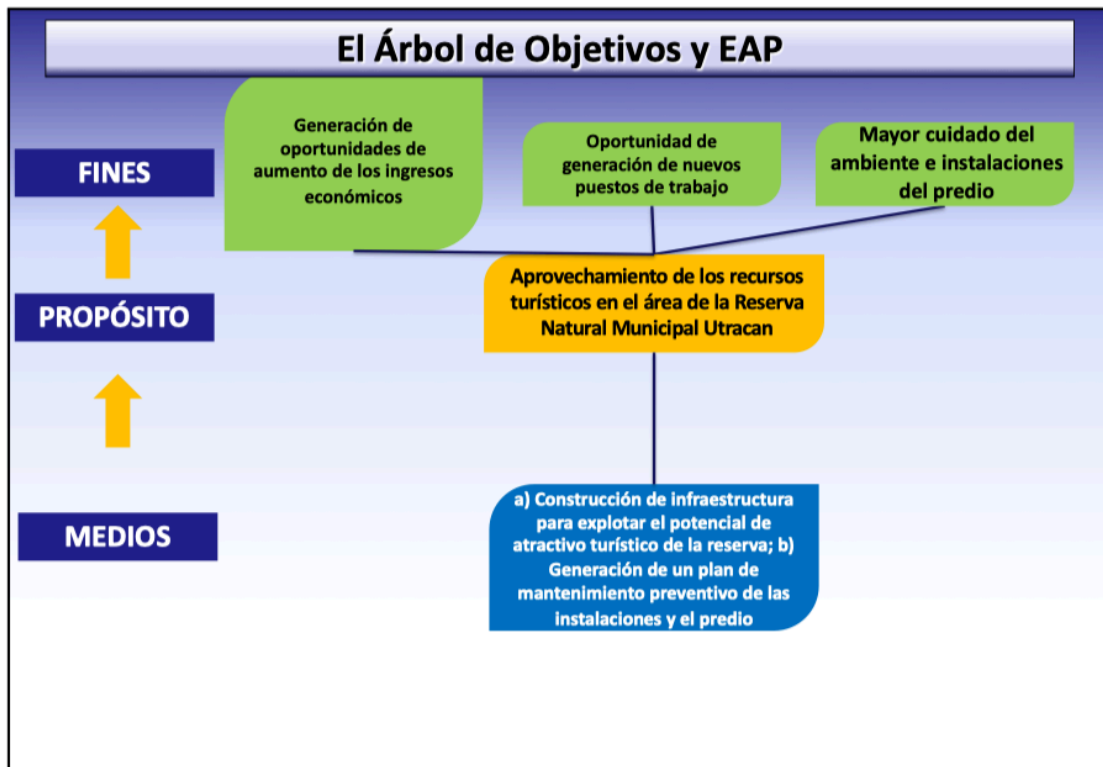 El Árbol de Objetivos y EAP
FINES
Generación de
oportunidades de
aumento de los ingresos
económicos
Oportunidad de
generación de nuevos
puestos de trabajo
Mayor cuidado del
ambiente e instalaciones
del predio
PROPÓSITO
Aprovechamiento de los recursos
turísticos en el área de la Reserva
Natural Municipal Utracan
MEDIOS
a) Construcción de infraestructura
para explotar el potencial de
atractivo turístico de la reserva; b)
Generación de un plan de
mantenimiento preventivo de las
instalaciones y el predio